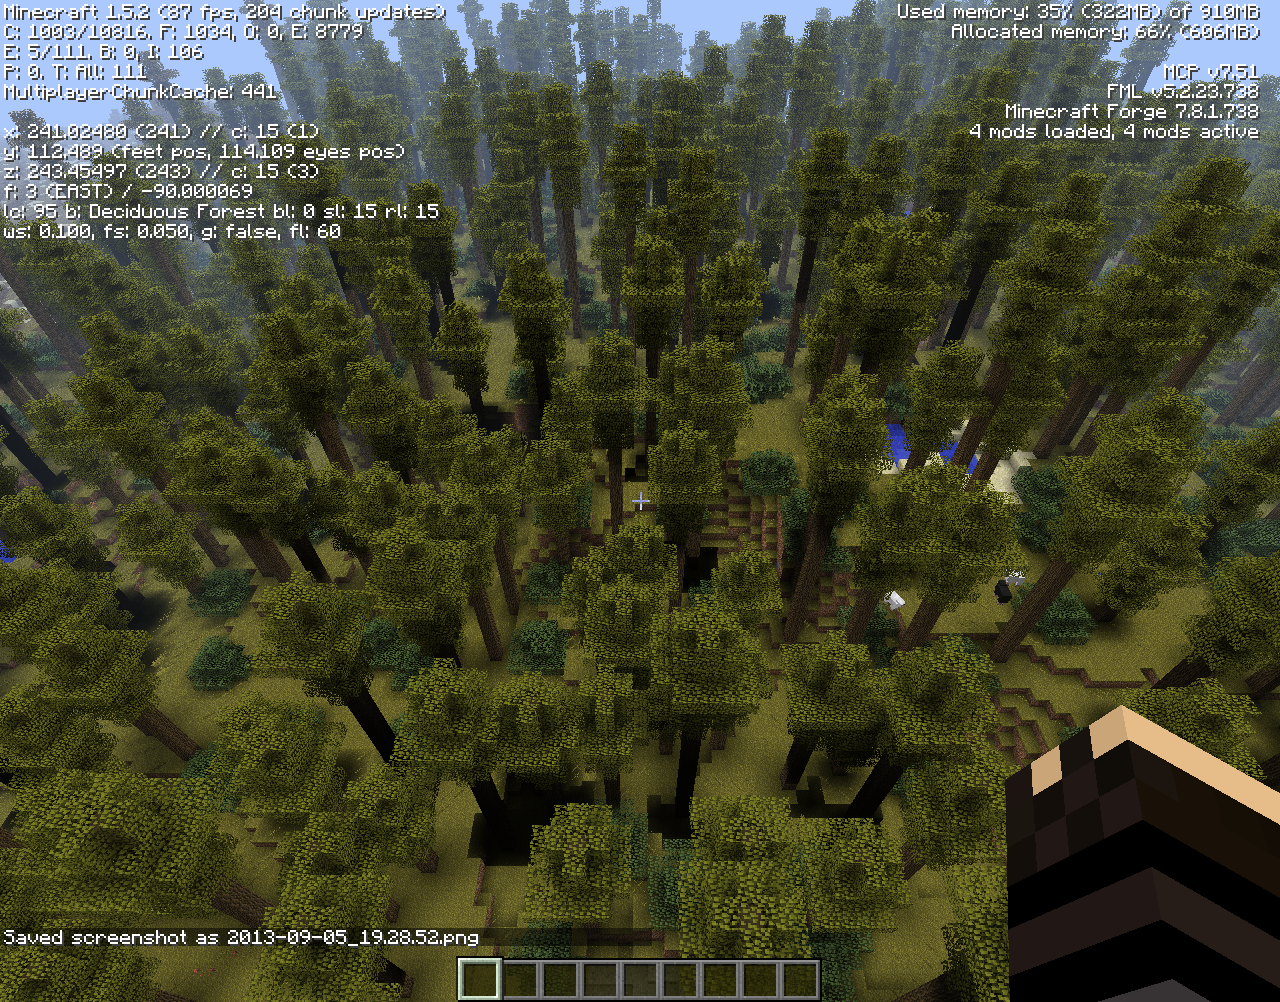 Minecraft 1.5.2 (87 fps, 204 chunk updates)
C: 1003/10816. F: 1034, O: 0, E: 8779
E: 5/111. B: 0, I: 106
P: 0. T: All: 111
MultiplayerChunkCache: 441
x: 241.02480 (241) // c: 15 (1)
y: 112.489 (feet pos, 114.109 eyes pos)
z: 243.45497 (243) // c: 15 (3)
f: 3 (EAST) / -90.000069
lc: 95 b: Deciduous Forest bl: 0 sl: 15 rl: 15
ws: 0.100, fs: 0.050, g: false, fl: 60
Used memory: 35% (322MB) of 910MB
Allocated memory: 66% (606MB)
MCP v7.51
FML v5.2.23.738
Minecraft Forge 7.8.1.738
4 mods loaded, 4 mods active
Saved screenshot as 2013-09-05_19.28.52.png